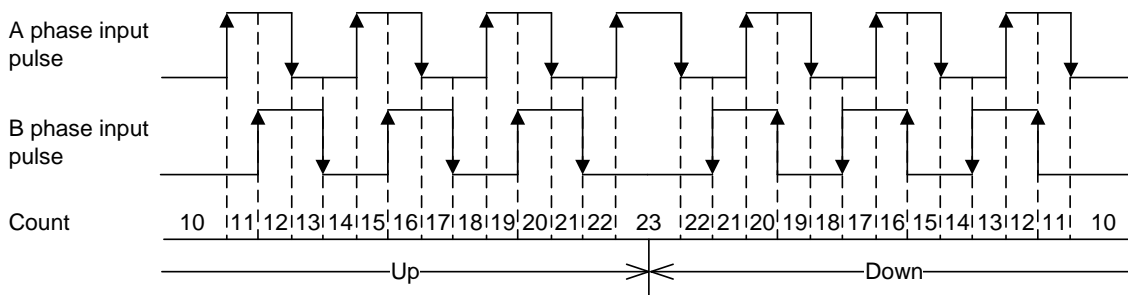 A phase input
pulse
B phase input
pulse
Count 10 11 12 13 14 15 16 17 18 19 20 21 22 23 22 21 20 19 18 17 16 15 14 13 12 11 10
Up Down